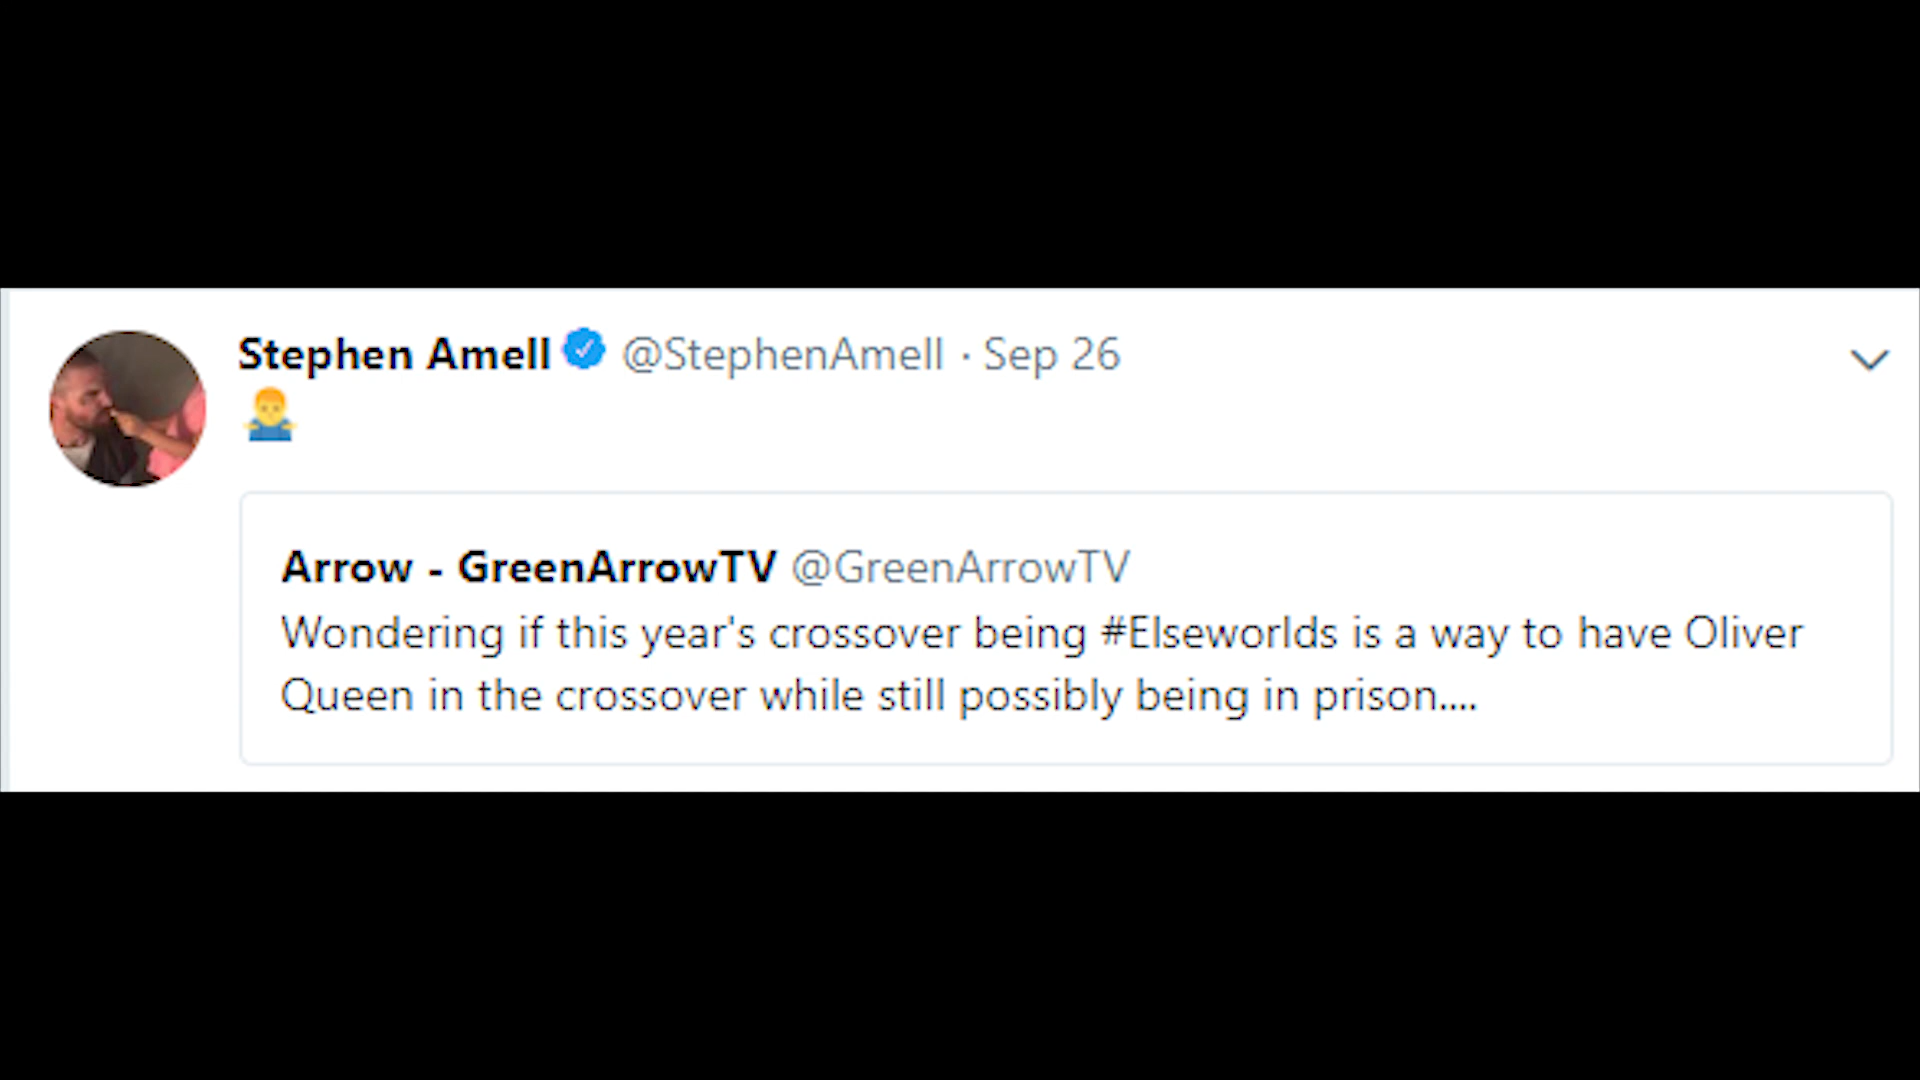 Stephen Amell @StephenAmell · Sep 26
🤷‍♂️
Arrow - GreenArrowTV @GreenArrowTV
Wondering if this year's crossover being #Elseworlds is a way to have Oliver
Queen in the crossover while still possibly being in prison....